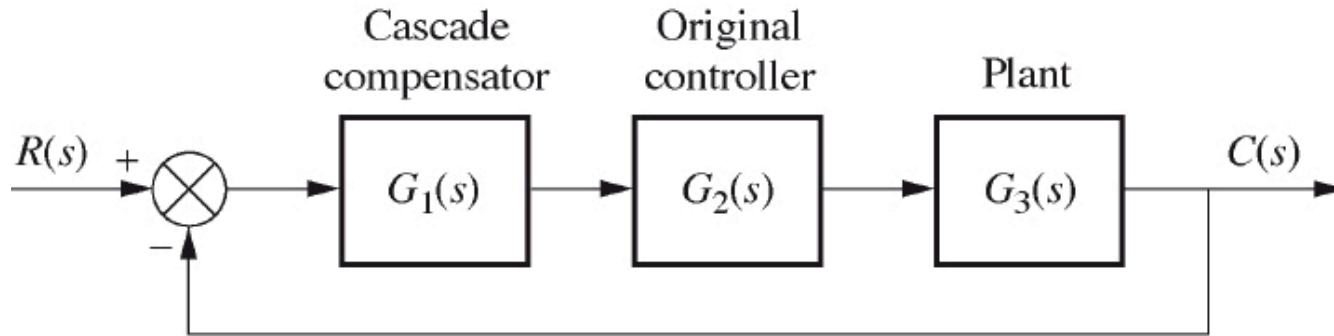 Cascade
compensator
Original
controller
Plant
R(s)
+
−
G₁(s)
G₂(s)
G₃(s)
C(s)